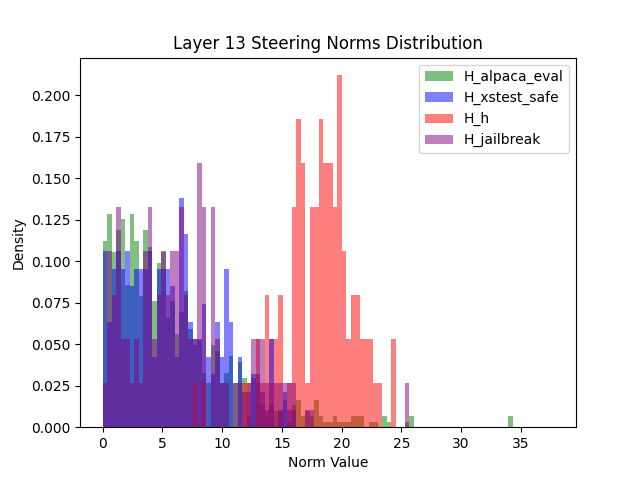 Layer 13 Steering Norms Distribution
H_alpaca_eval
H_xstest_safe
H_h
H_jailbreak
Density
0.200
0.175
0.150
0.125
0.100
0.075
0.050
0.025
0.000
0 5 10 15 20 25 30 35
Norm Value